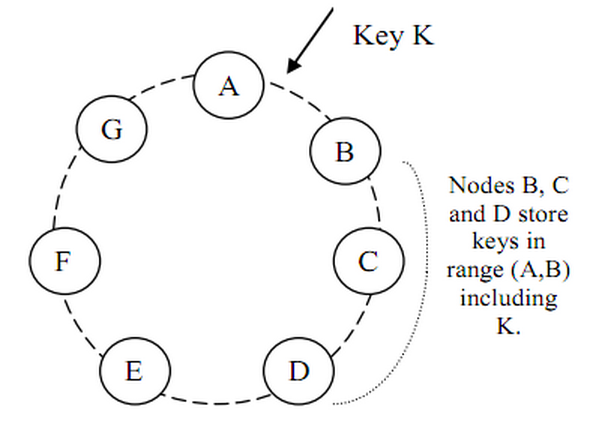 Key K
A
B
C
D
E
F
G
Nodes B, C
and D store
keys in
range (A,B)
including
K.